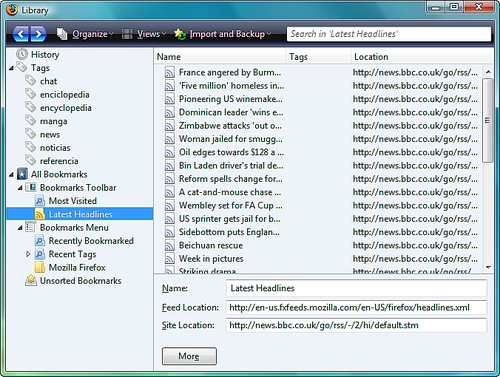 Library
Organize Views Import and Backup Search in 'Latest Headlines'
History
Tags
chat
enciclopedia
encyclopedia
manga
news
noticias
referencia
All Bookmarks
Bookmarks Toolbar
Most Visited
Latest Headlines
Bookmarks Menu
Recently Bookmarked
Recent Tags
Mozilla Firefox
Unsorted Bookmarks
Name Tags Location
France angered by Burm... http://news.bbc.co.uk/go/rss/...
'Five million' homeless in... http://news.bbc.co.uk/go/rss/...
Pioneering US winemake... http://news.bbc.co.uk/go/rss/...
Dominican leader 'wins e... http://news.bbc.co.uk/go/rss/...
Zimbabwe attacks 'out o... http://news.bbc.co.uk/go/rss/...
Woman jailed for smugg... http://news.bbc.co.uk/go/rss/...
Oil edges towards $128 a ... http://news.bbc.co.uk/go/rss/...
Bin Laden driver's trial de... http://news.bbc.co.uk/go/rss/...
Reform spells change for... http://news.bbc.co.uk/go/rss/...
A cat-and-mouse chase ... http://news.bbc.co.uk/go/rss/...
Wembley set for FA Cup ... http://news.bbc.co.uk/go/rss/...
US sprinter gets jail for b... http://news.bbc.co.uk/go/rss/...
Sidebottom puts Englan... http://news.bbc.co.uk/go/rss/...
Beichuan rescue http://news.bbc.co.uk/go/rss/...
Week in pictures http://news.bbc.co.uk/go/rss/...
Striking drama http://news.bbc.co.uk/go/rss/...
Name: Latest Headlines
Feed Location: http://en-us.fxfeeds.mozilla.com/en-US/firefox/headlines.xml
Site Location: http://news.bbc.co.uk/go/rss/-/2/hi/default.stm
More